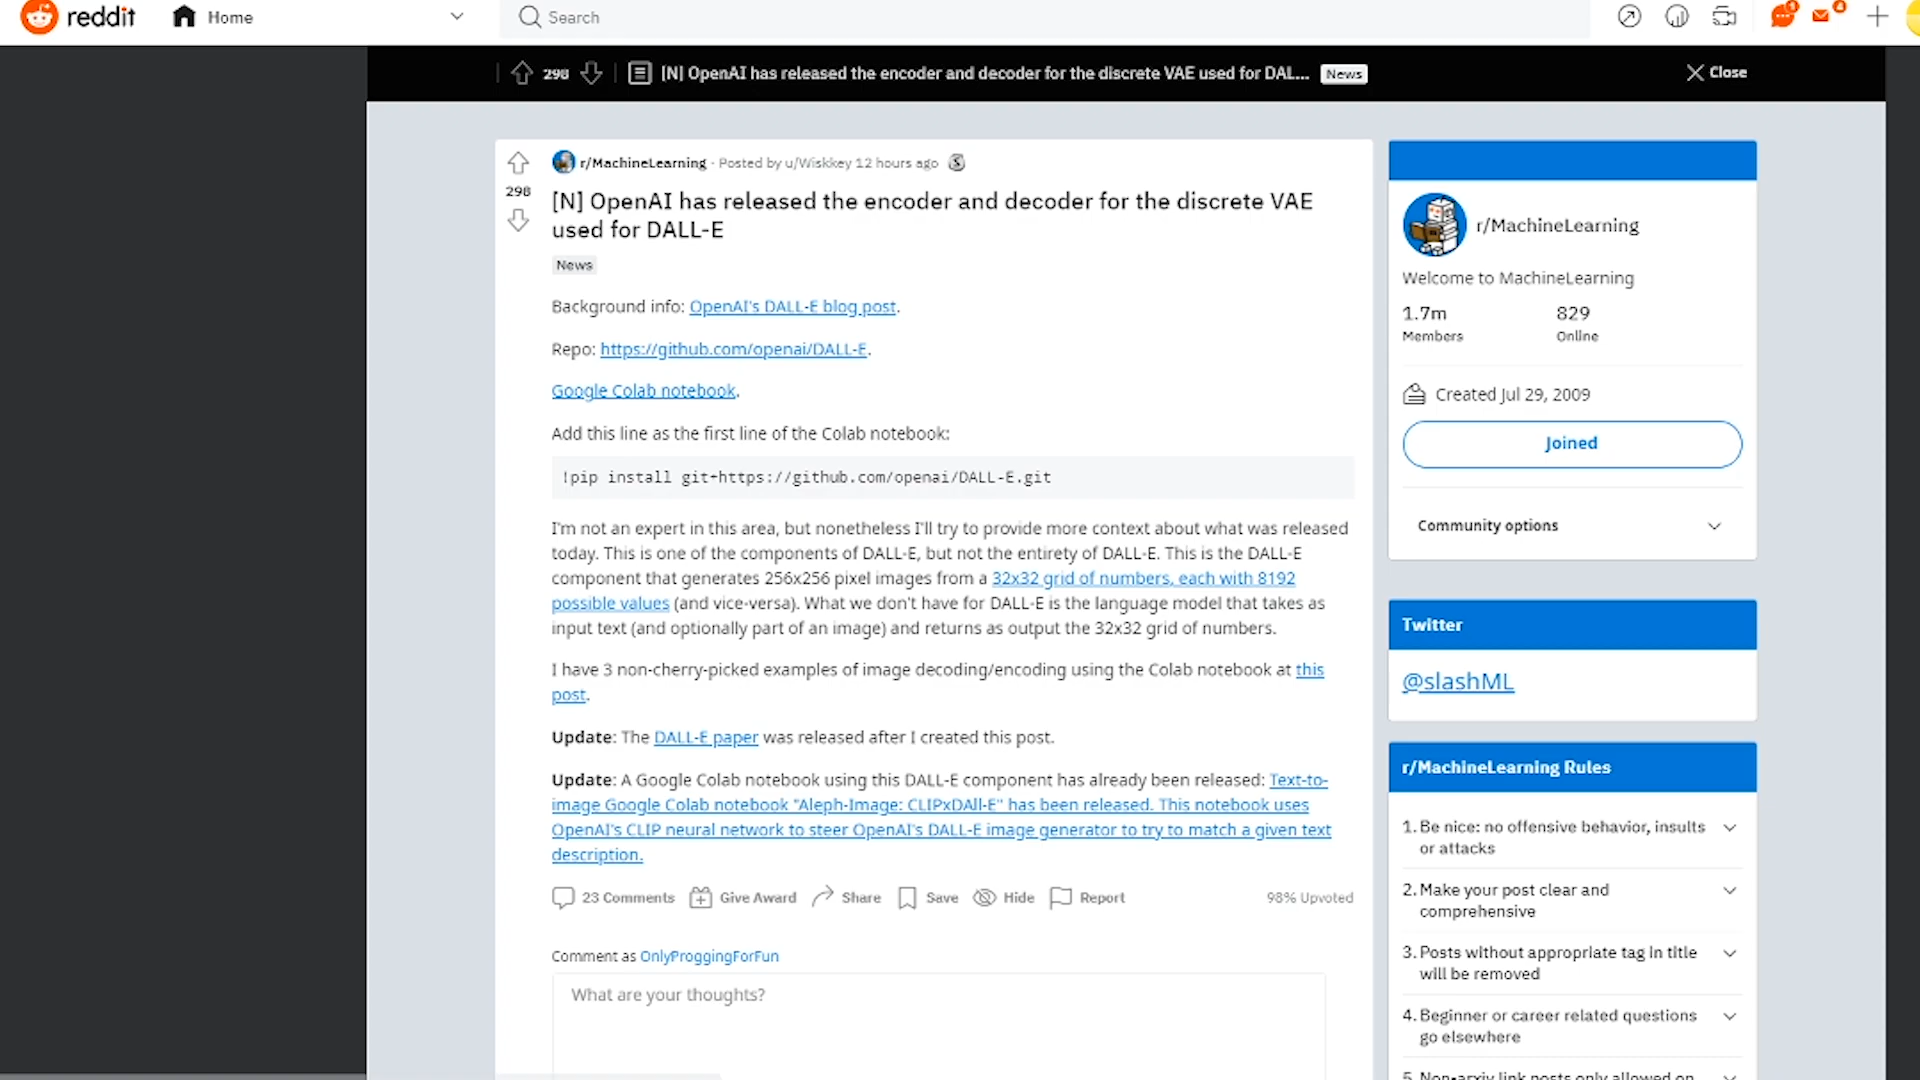 reddit Home Search
298 [N] OpenAI has released the encoder and decoder for the discrete VAE used for DAL... News Close
r/MachineLearning · Posted by u/Wiskkey 12 hours ago
298
[N] OpenAI has released the encoder and decoder for the discrete VAE
used for DALL-E
News
Background info: OpenAI's DALL-E blog post.
Repo: https://github.com/openai/DALL-E.
Google Colab notebook.
Add this line as the first line of the Colab notebook:
!pip install git+https://github.com/openai/DALL-E.git
I'm not an expert in this area, but nonetheless I'll try to provide more context about what was released
today. This is one of the components of DALL-E, but not the entirety of DALL-E. This is the DALL-E
component that generates 256x256 pixel images from a 32x32 grid of numbers, each with 8192
possible values (and vice-versa). What we don't have for DALL-E is the language model that takes as
input text (and optionally part of an image) and returns as output the 32x32 grid of numbers.
I have 3 non-cherry-picked examples of image decoding/encoding using the Colab notebook at this
post.
Update: The DALL-E paper was released after I created this post.
Update: A Google Colab notebook using this DALL-E component has already been released: Text-to-
image Google Colab notebook "Aleph-Image: CLIPxDAll-E" has been released. This notebook uses
OpenAI's CLIP neural network to steer OpenAI's DALL-E image generator to try to match a given text
description.
23 Comments Give Award Share Save Hide Report 98% Upvoted
Comment as OnlyProggingForFun
What are your thoughts?
r/MachineLearning
Welcome to MachineLearning
1.7m 829
Members Online
Created Jul 29, 2009
Joined
Community options
Twitter
@slashML
r/MachineLearning Rules
1. Be nice: no offensive behavior, insults
or attacks
2. Make your post clear and
comprehensive
3. Posts without appropriate tag in title
will be removed
4. Beginner or career related questions
go elsewhere
5. Non-arxiv link posts only allowed on